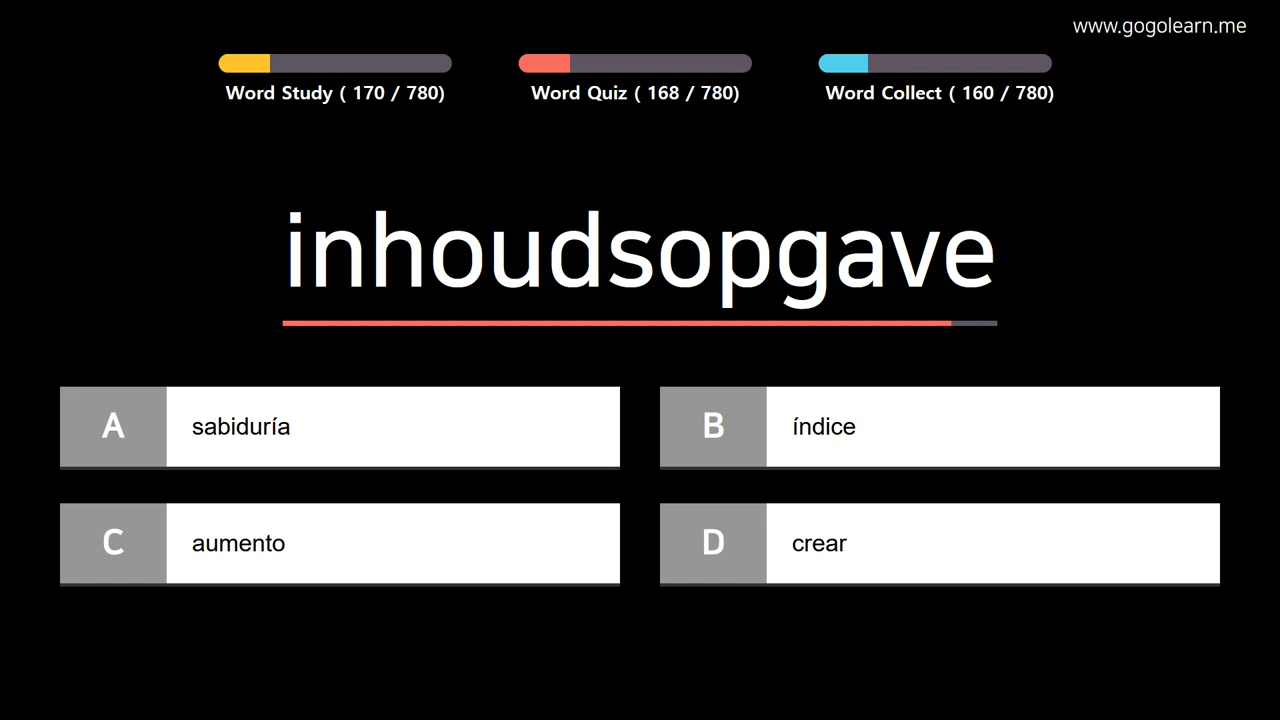 www.gogolearn.me
Word Study ( 170 / 780)
Word Quiz ( 168 / 780)
Word Collect ( 160 / 780)
inhoudsopgave
A sabiduría
B índice
C aumento
D crear